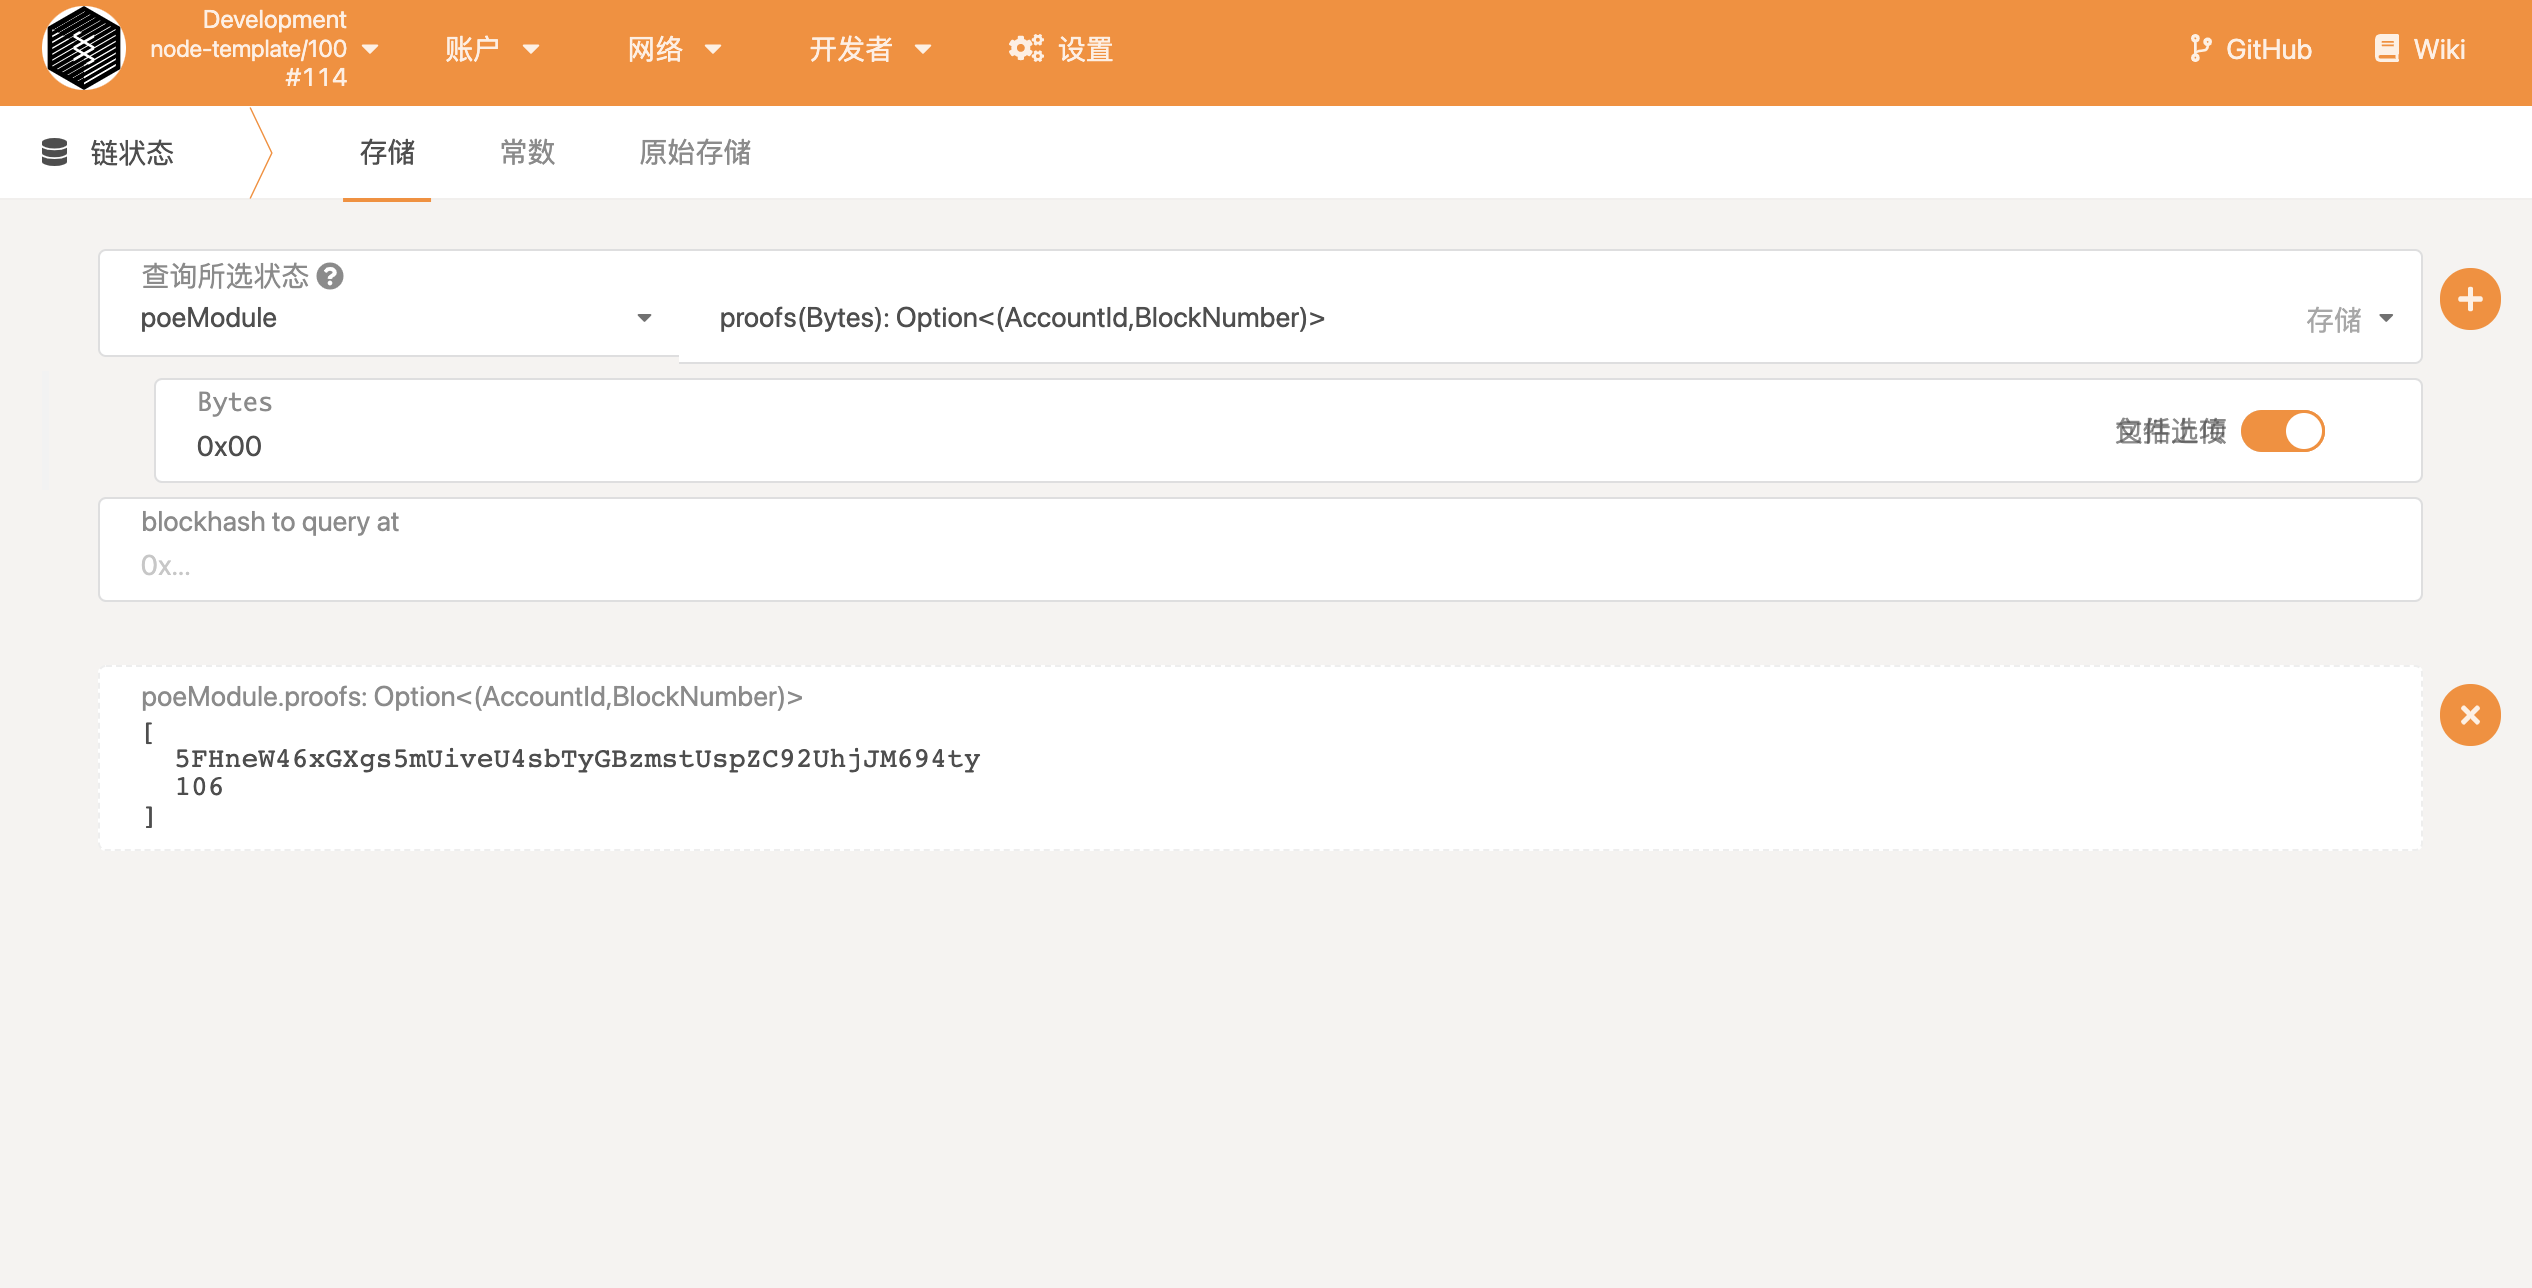 Development
node-template/100
#114
账户
网络
开发者
设置
GitHub
Wiki
链状态
存储
常数
原始存储
查询所选状态
poeModule
proofs(Bytes): Option<(AccountId,BlockNumber)>
存储
Bytes
0x00
blockhash to query at
0x...
poeModule.proofs: Option<(AccountId,BlockNumber)>
[
5FHneW46xGXgs5mUiveU4sbTyGBzmstUspZC92UhjJM694ty
106
]